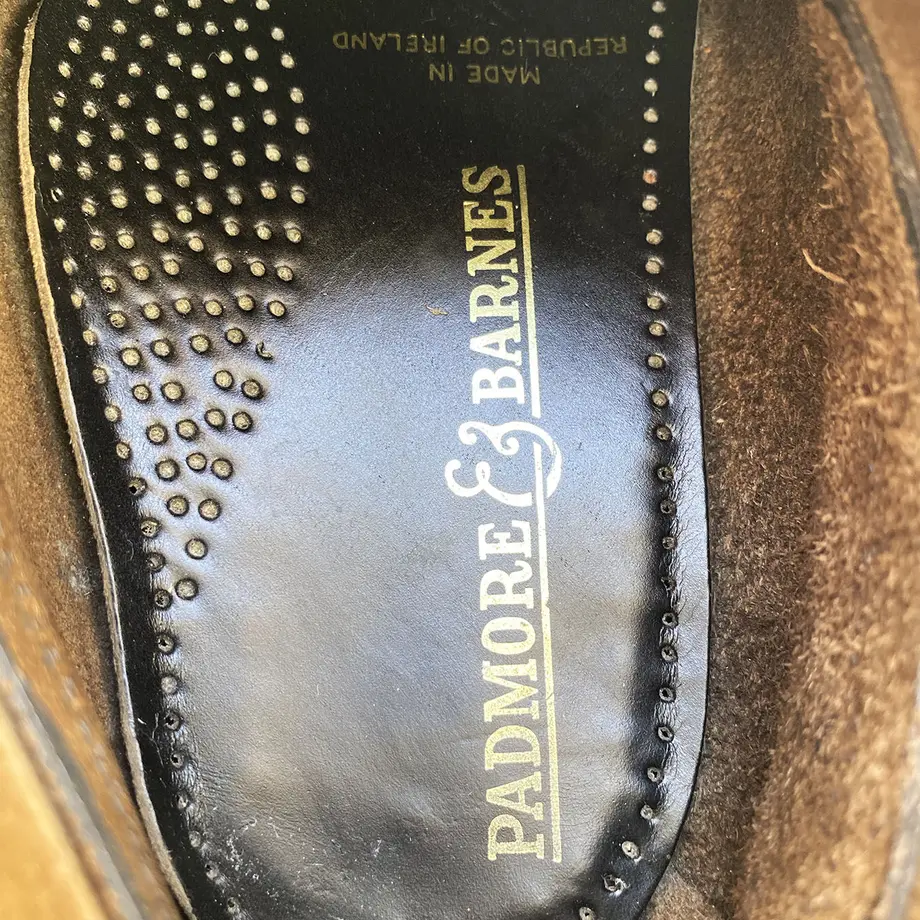 PADMORE & BARNES
MADE IN
REPUBLIC OF IRELAND